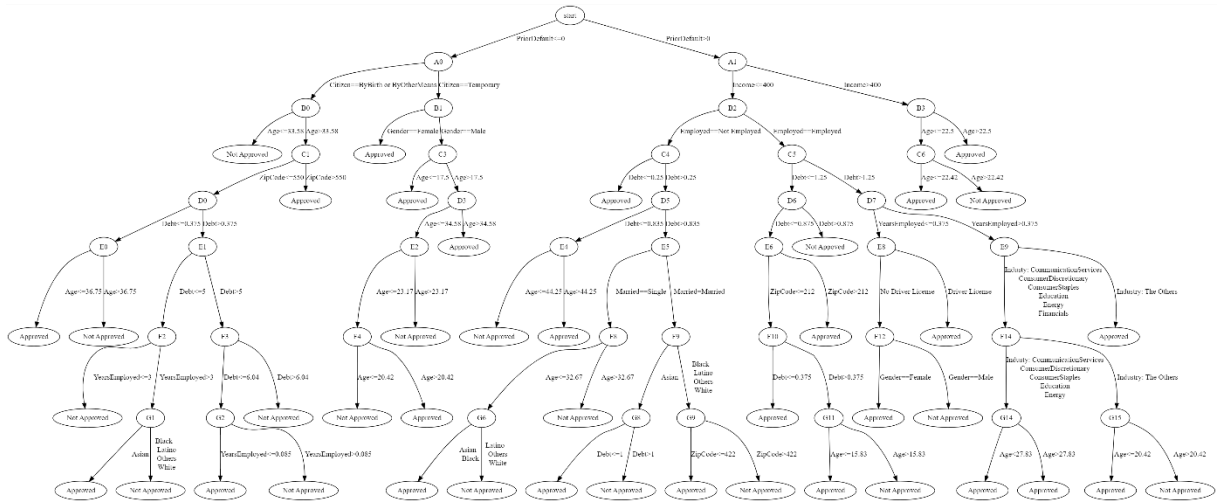 start
PriorDefault<=0
PriorDefault>0
A0
A1
Citizen==ByBirth or ByOtherMeans
Citizen==Temporary
Income<=400
Income>400
B0
B1
B2
B3
Age<=33.58
Age>33.58
Gender==Female
Gender==Male
Employed==Not Employed
Employed==Employed
Age<=22.5
Age>22.5
Not Approved
C1
Approved
C3
C4
C5
C6
Approved
ZipCode<=550
ZipCode>550
Age<=17.5
Age>17.5
Debt<=0.25
Debt>0.25
Debt<=1.25
Debt>1.25
Age<=22.42
Age>22.42
D0
Approved
Approved
D3
Approved
D5
D6
D7
Approved
Not Approved
Debt<=0.375
Debt>0.375
Age<=34.58
Age>34.58
Debt<=0.835
Debt>0.835
Debt<=0.875
Debt>0.875
YearsEmployed<=0.375
YearsEmployed>0.375
E0
E1
E2
Approved
E4
E5
E6
Not Approved
E8
E9
Age<=36.75
Age>36.75
Debt<=5
Debt>5
Age<=23.17
Age>23.17
Age<=44.25
Age>44.25
Married==Single
Married=Married
ZipCode<=212
ZipCode>212
No Driver License
Driver License
Industy: CommunicationServices
ConsumerDiscretionary
ConsumerStaples
Education
Energy
Financials
Industry: The Others
Approved
Not Approved
F2
F3
F4
Not Approved
Not Approved
Approved
F8
F9
F10
Approved
F12
Approved
F14
Approved
YearsEmployed<=3
YearsEmployed>3
Debt<=6.04
Debt>6.04
Age<=20.42
Age>20.42
Age<=32.67
Age>32.67
Asian
Black
Latino
Others
White
Debt<=0.375
Debt>0.375
Gender==Female
Gender==Male
Industy: CommunicationServices
ConsumerDiscretionary
ConsumerStaples
Education
Energy
Industry: The Others
Not Approved
G1
G2
Not Approved
Not Approved
Approved
G6
Not Approved
G8
G9
Approved
G11
Approved
Not Approved
G14
G15
Asian
Black
Latino
Others
White
YearsEmployed<=0.085
YearsEmployed>0.085
Asian
Black
Latino
Others
White
Debt<=1
Debt>1
ZipCode<=422
ZipCode>422
Age<=15.83
Age>15.83
Age<=27.83
Age>27.83
Age<=20.42
Age>20.42
Approved
Not Approved
Approved
Not Approved
Approved
Not Approved
Approved
Not Approved
Approved
Not Approved
Approved
Not Approved
Approved
Approved
Approved
Not Approved